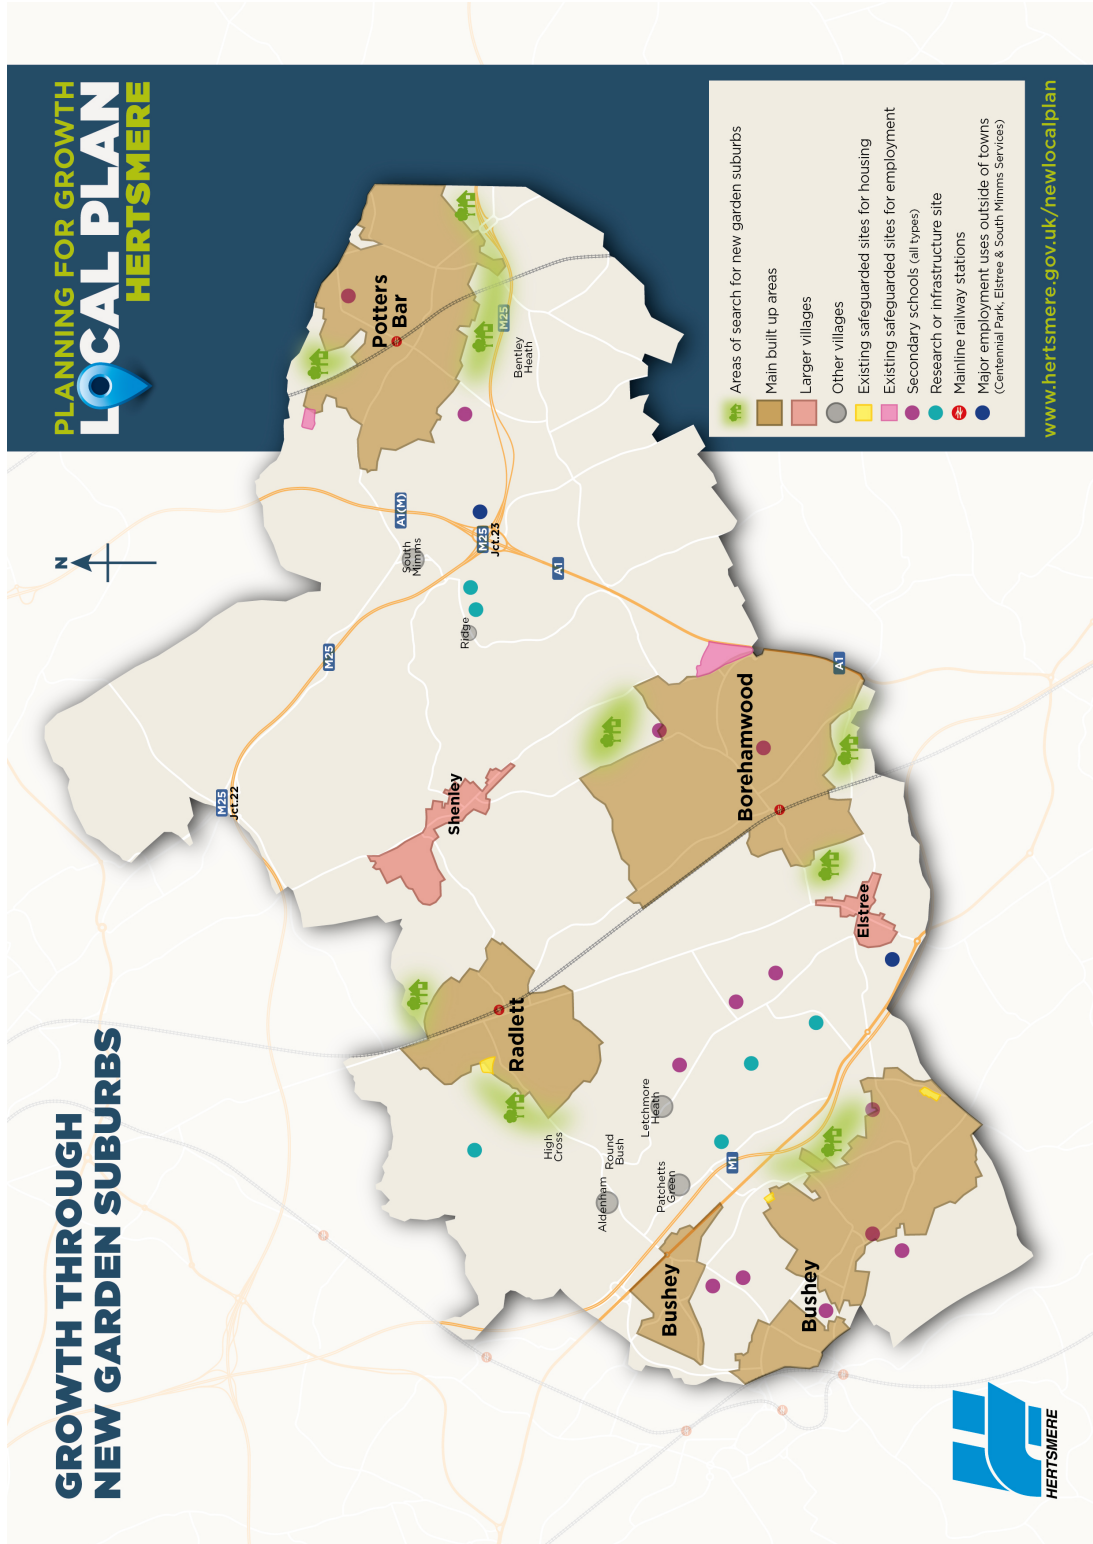 GROWTH THROUGH
NEW GARDEN SUBURBS
N
PLANNING FOR GROWTH
LOCAL PLAN
HERTSMERE
M25
Jct.22
M25
A1(M)
South
Mimms
Ridge
M25
Jct.23
A1
Potters
Bar
M25
Bentley
Heath
Shenley
Radlett
High
Cross
Round
Bush
Aldenham
Letchmore
Heath
Patchetts
Green
M1
Bushey
Bushey
Borehamwood
A1
Elstree
Areas of search for new garden suburbs
Main built up areas
Larger villages
Other villages
Existing safeguarded sites for housing
Existing safeguarded sites for employment
Secondary schools (all types)
Research or infrastructure site
Mainline railway stations
Major employment uses outside of towns
(Centennial Park, Elstree & South Mimms Services)
www.hertsmere.gov.uk/newlocalplan
HERTSMERE